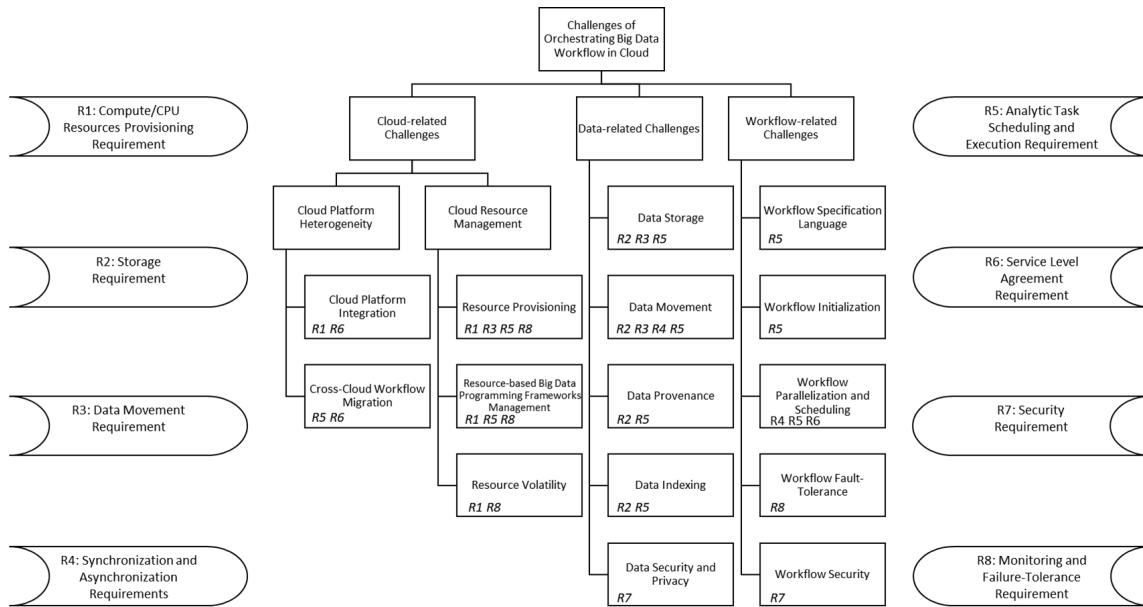 Challenges of
Orchestrating Big Data
Workflow in Cloud
R1: Compute/CPU
Resources Provisioning
Requirement
Cloud-related
Challenges
Data-related Challenges
Workflow-related
Challenges
R5: Analytic Task
Scheduling and
Execution Requirement
Cloud Platform
Heterogeneity
Cloud Resource
Management
Data Storage
R2 R3 R5
Workflow Specification
Language
R5
R2: Storage
Requirement
Cloud Platform
Integration
R1 R6
Resource Provisioning
R1 R3 R5 R8
Data Movement
R2 R3 R4 R5
Workflow Initialization
R5
R6: Service Level
Agreement
Requirement
R3: Data Movement
Requirement
Cross-Cloud Workflow
Migration
R5 R6
Resource-based Big Data
Programming Frameworks
Management
R1 R5 R8
Data Provenance
R2 R5
Workflow
Parallelization and
Scheduling
R4 R5 R6
R7: Security
Requirement
Resource Volatility
R1 R8
Data Indexing
R2 R5
Workflow Fault-
Tolerance
R8
R4: Synchronization and
Asynchronization
Requirements
Data Security and
Privacy
R7
Workflow Security
R7
R8: Monitoring and
Failure-Tolerance
Requirement